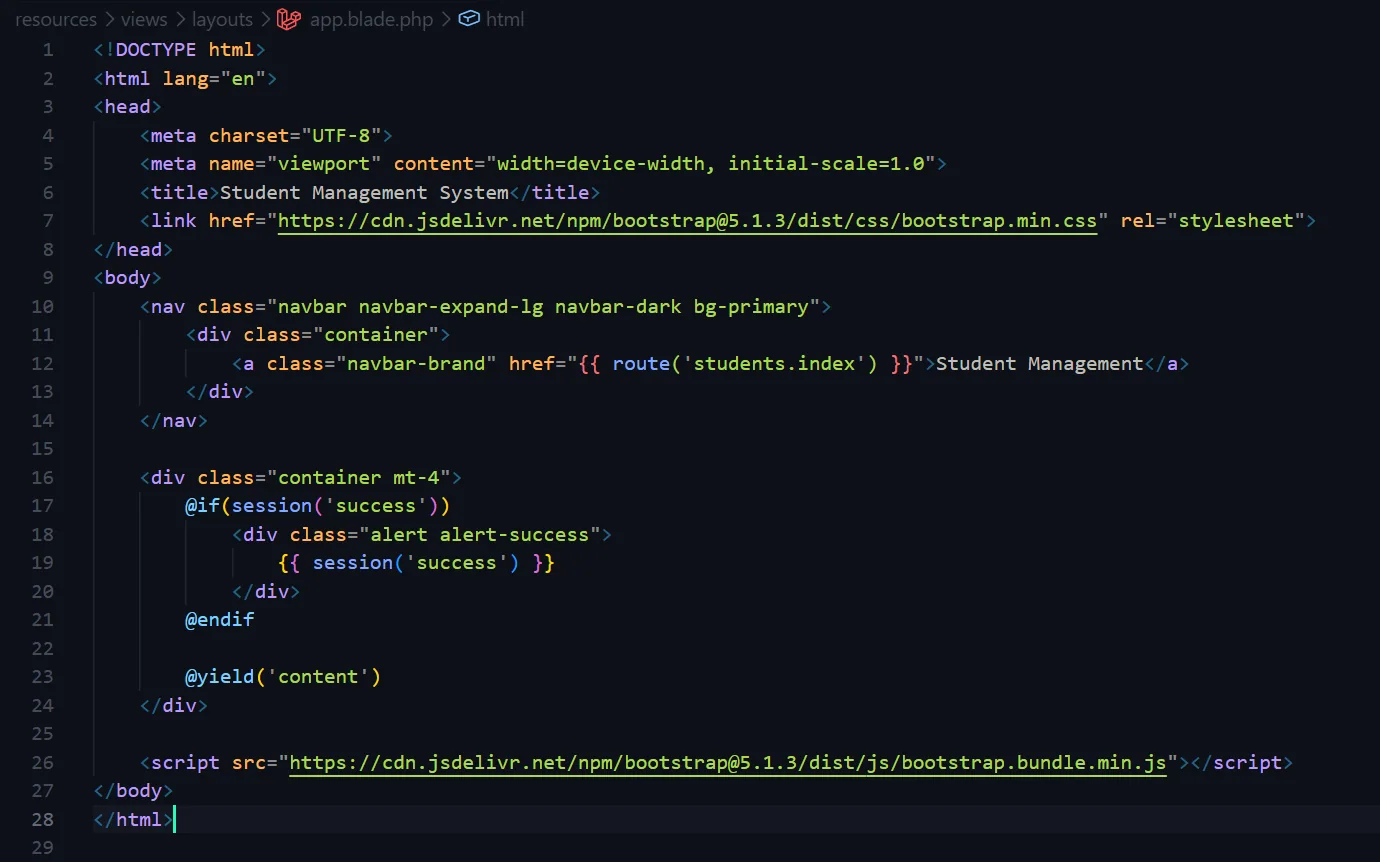 resources > views > layouts > app.blade.php > html
1 <!DOCTYPE html>
2 <html lang="en">
3 <head>
4     <meta charset="UTF-8">
5     <meta name="viewport" content="width=device-width, initial-scale=1.0">
6     <title>Student Management System</title>
7     <link href="https://cdn.jsdelivr.net/npm/bootstrap@5.1.3/dist/css/bootstrap.min.css" rel="stylesheet">
8 </head>
9 <body>
10     <nav class="navbar navbar-expand-lg navbar-dark bg-primary">
11         <div class="container">
12             <a class="navbar-brand" href="{{ route('students.index') }}">Student Management</a>
13         </div>
14     </nav>
15
16     <div class="container mt-4">
17         @if(session('success'))
18             <div class="alert alert-success">
19                 {{ session('success') }}
20             </div>
21         @endif
22
23         @yield('content')
24     </div>
25
26     <script src="https://cdn.jsdelivr.net/npm/bootstrap@5.1.3/dist/js/bootstrap.bundle.min.js"></script>
27 </body>
28 </html>
29